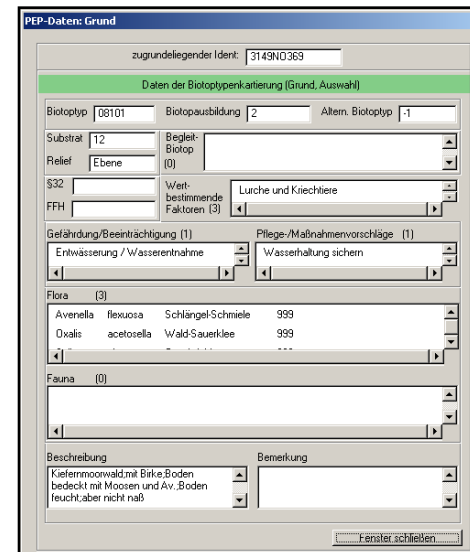 PEP-Daten: Grund
zugrundeliegender Ident: 3149NO369
Daten der Biotoptypenkartierung (Grund, Auswahl)
Biotoptyp 08101 Biotopausbildung 2 Altern. Biotoptyp -1
Substrat 12
Relief Ebene
Begleit-
Biotop
(0)
§32
FFH
Wert-
bestimmende
Faktoren (3)
Lurche und Kriechtiere
Gefährdung/Beeinträchtigung (1)
Entwässerung / Wasserentnahme
Pflege-/Maßnahmenvorschläge (1)
Wasserhaltung sichern
Flora (3)
Avenella flexuosa Schlängel-Schmiele 999
Oxalis acetosella Wald-Sauerklee 999
Fauna (0)
Beschreibung
Kiefernmoorwald;mit Birke;Boden
bedeckt mit Moosen und Av.;Boden
feucht;aber nicht naß
Bemerkung
Fenster schließen